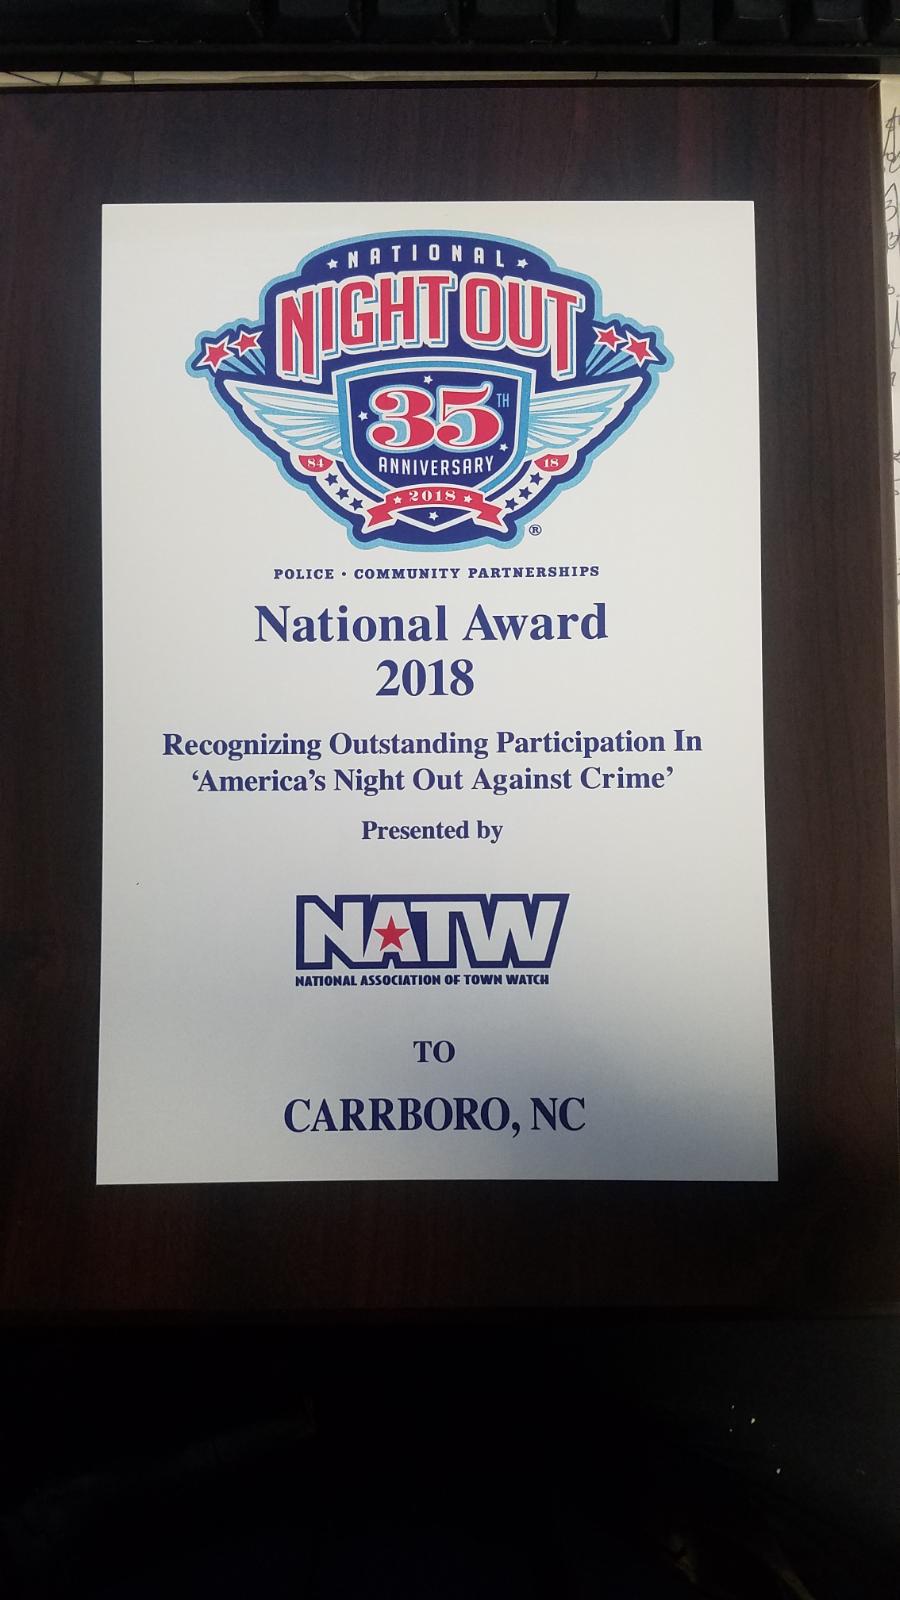 NATIONAL
NIGHT OUT
35TH
ANNIVERSARY
84 18
2018
®
POLICE • COMMUNITY PARTNERSHIPS
National Award
2018
Recognizing Outstanding Participation In
‘America’s Night Out Against Crime’
Presented by
NATW
NATIONAL ASSOCIATION OF TOWN WATCH
TO
CARRBORO, NC